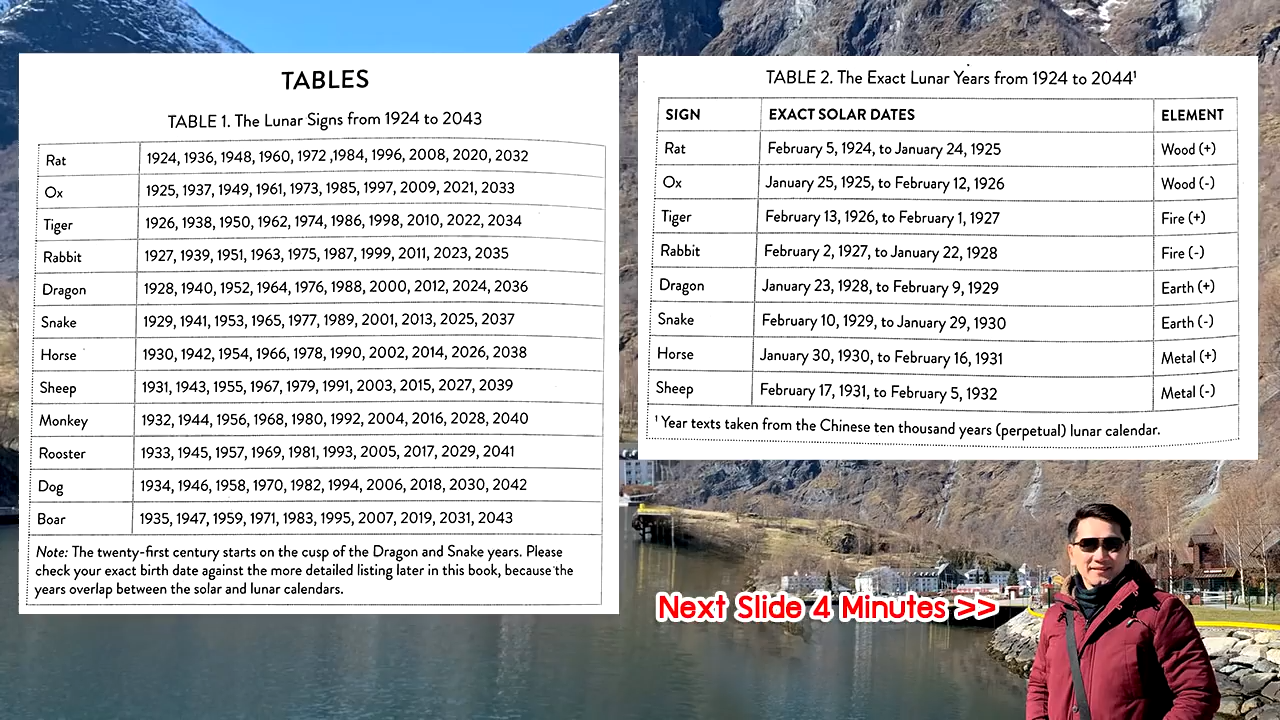 TABLES
TABLE 1. The Lunar Signs from 1924 to 2043
Rat 1924, 1936, 1948, 1960, 1972 ,1984, 1996, 2008, 2020, 2032
Ox 1925, 1937, 1949, 1961, 1973, 1985, 1997, 2009, 2021, 2033
Tiger 1926, 1938, 1950, 1962, 1974, 1986, 1998, 2010, 2022, 2034
Rabbit 1927, 1939, 1951, 1963, 1975, 1987, 1999, 2011, 2023, 2035
Dragon 1928, 1940, 1952, 1964, 1976, 1988, 2000, 2012, 2024, 2036
Snake 1929, 1941, 1953, 1965, 1977, 1989, 2001, 2013, 2025, 2037
Horse 1930, 1942, 1954, 1966, 1978, 1990, 2002, 2014, 2026, 2038
Sheep 1931, 1943, 1955, 1967, 1979, 1991, 2003, 2015, 2027, 2039
Monkey 1932, 1944, 1956, 1968, 1980, 1992, 2004, 2016, 2028, 2040
Rooster 1933, 1945, 1957, 1969, 1981, 1993, 2005, 2017, 2029, 2041
Dog 1934, 1946, 1958, 1970, 1982, 1994, 2006, 2018, 2030, 2042
Boar 1935, 1947, 1959, 1971, 1983, 1995, 2007, 2019, 2031, 2043
Note: The twenty-first century starts on the cusp of the Dragon and Snake years. Please
check your exact birth date against the more detailed listing later in this book, because the
years overlap between the solar and lunar calendars.
TABLE 2. The Exact Lunar Years from 1924 to 2044¹
SIGN EXACT SOLAR DATES ELEMENT
Rat February 5, 1924, to January 24, 1925 Wood (+)
Ox January 25, 1925, to February 12, 1926 Wood (-)
Tiger February 13, 1926, to February 1, 1927 Fire (+)
Rabbit February 2, 1927, to January 22, 1928 Fire (-)
Dragon January 23, 1928, to February 9, 1929 Earth (+)
Snake February 10, 1929, to January 29, 1930 Earth (-)
Horse January 30, 1930, to February 16, 1931 Metal (+)
Sheep February 17, 1931, to February 5, 1932 Metal (-)
¹ Year texts taken from the Chinese ten thousand years (perpetual) lunar calendar.
Next Slide 4 Minutes >>